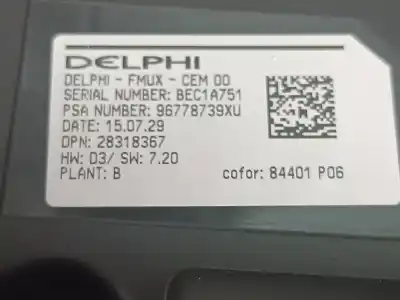 DELPHI
DELPHI - FMUX - CEM 00
SERIAL NUMBER: BEC1A751
PSA NUMBER: 96778739XU
DATE: 15.07.29
DPN: 28318367
HW: D3/ SW: 7.20
PLANT: B
cofor: 84401 P06